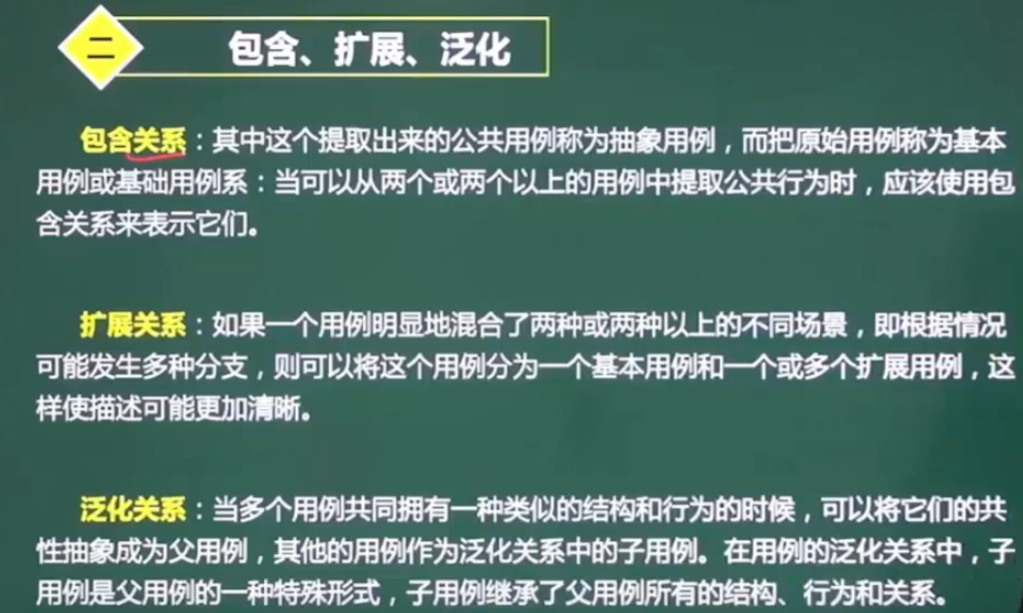 二
包含、扩展、泛化
包含关系：其中这个提取出来的公共用例称为抽象用例，而把原始用例称为基本
用例或基础用例系：当可以从两个或两个以上的用例中提取公共行为时，应该使用包
含关系来表示它们。
扩展关系：如果一个用例明显地混合了两种或两种以上的不同场景，即根据情况
可能发生多种分支，则可以将这个用例分为一个基本用例和一个或多个扩展用例，这
样使描述可能更加清晰。
泛化关系：当多个用例共同拥有一种类似的结构和行为的时候，可以将它们的共
性抽象成为父用例，其他的用例作为泛化关系中的子用例。在用例的泛化关系中，子
用例是父用例的一种特殊形式，子用例继承了父用例所有的结构、行为和关系。